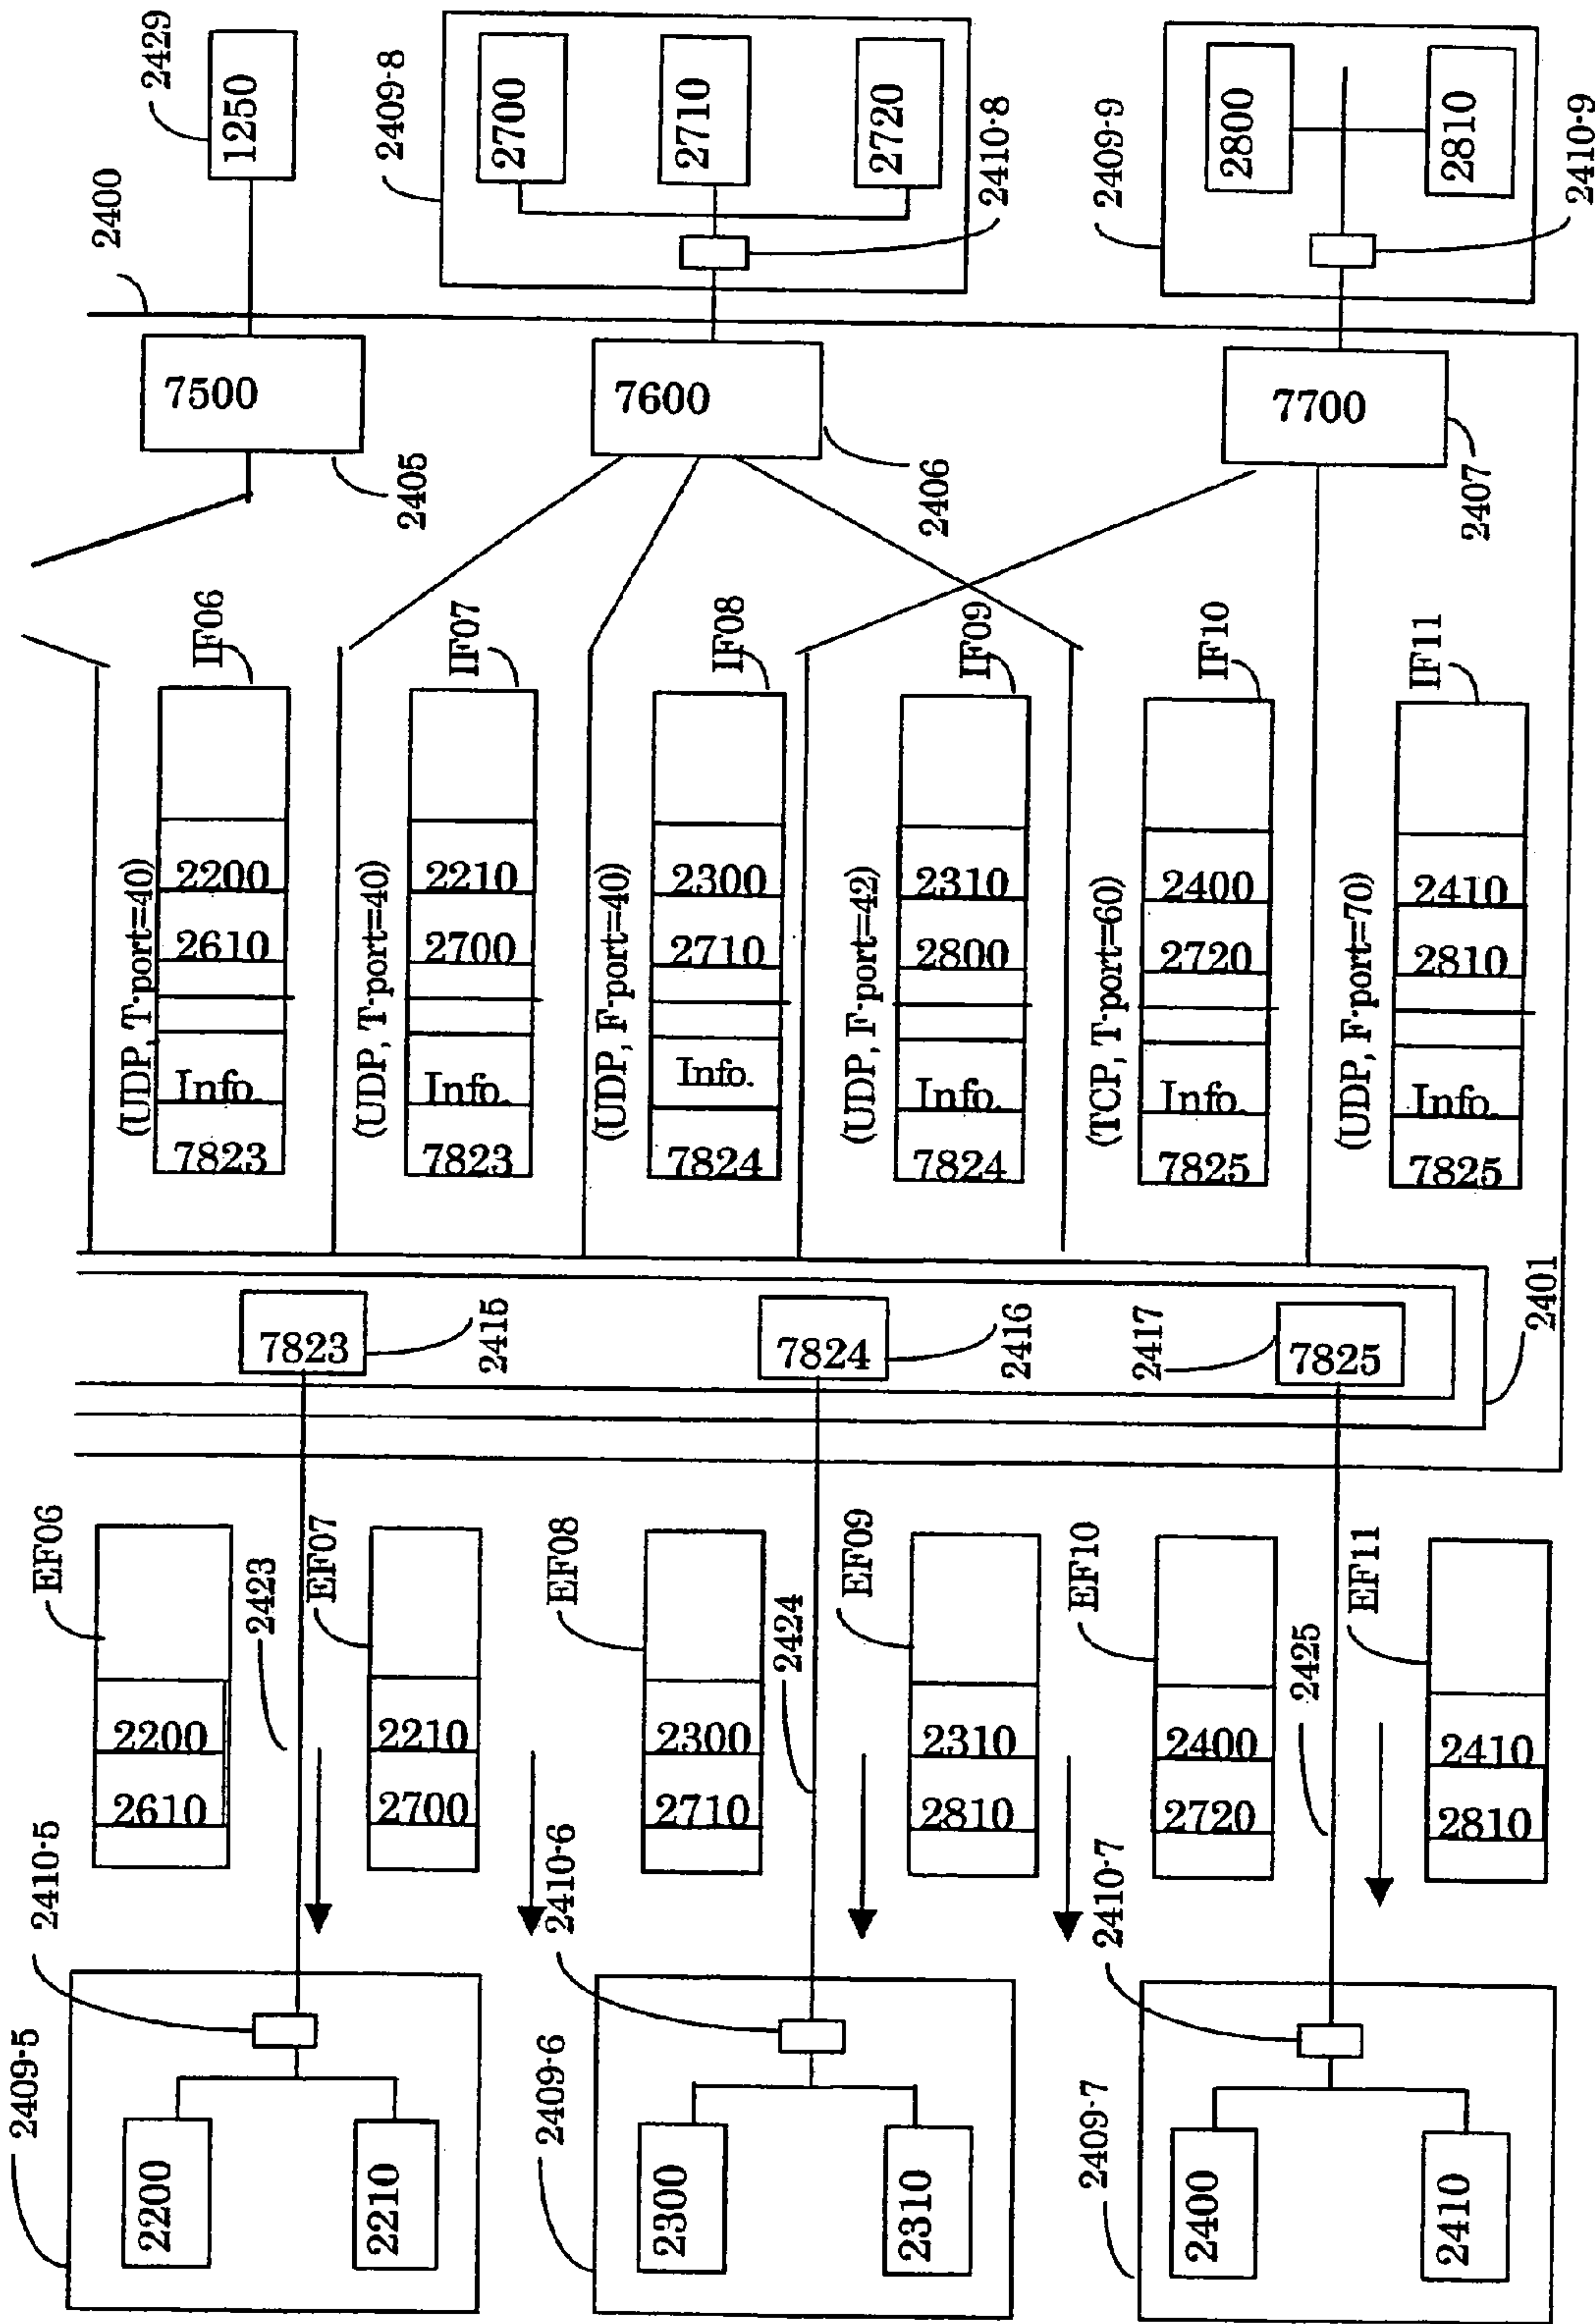 2409-5
2200
2210
2410-5
EF06
2610
2200
2423
EF07
2700
2210
7823
2415
(UDP, T-port=40)
7823
Info.
2610
2200
IF06
(UDP, T-port=40)
7823
Info.
2700
2210
IF07
7500
2405
2400
1250
2429
2409-6
2300
2310
2410-6
EF08
2710
2300
2424
EF09
2810
2310
7824
2416
(UDP, F-port=40)
7824
Info.
2710
2300
IF08
(UDP, F-port=42)
7824
Info.
2800
2310
IF09
7600
2406
2409-8
2700
2710
2720
2410-8
2409-7
2400
2410
2410-7
EF10
2720
2400
2425
EF11
2810
2410
2417
7825
2401
(TCP, T-port=60)
7825
Info.
2720
2400
IF10
(UDP, F-port=70)
7825
Info.
2810
2410
IF11
7700
2407
2409-9
2800
2810
2410-9